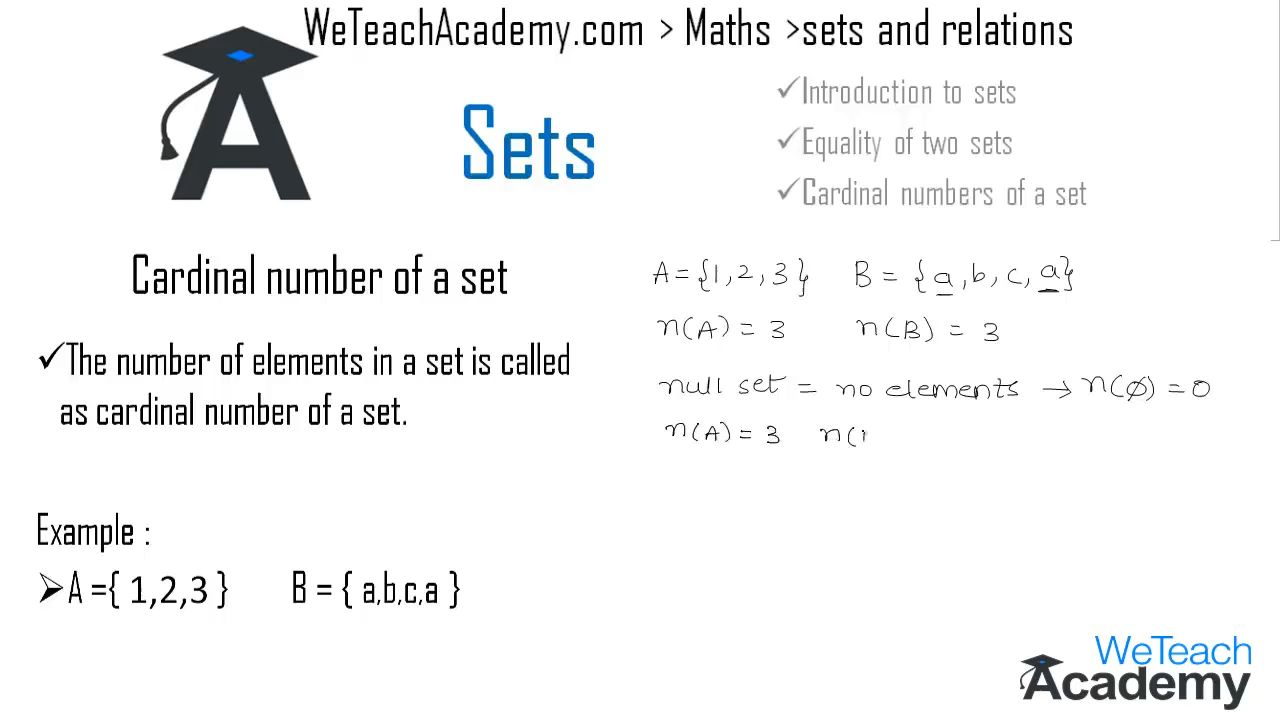 WeTeachAcademy.com > Maths >sets and relations
Sets
✓Introduction to sets
✓Equality of two sets
✓Cardinal numbers of a set
Cardinal number of a set
✓The number of elements in a set is called
as cardinal number of a set.
Example :
➢A ={ 1,2,3 } B = { a,b,c,a }
A = {1, 2, 3} B = {a, b, c, a}
n(A) = 3 n(B) = 3
null set = no elements → n(∅) = 0
n(A) = 3 n(
WeTeach
Academy